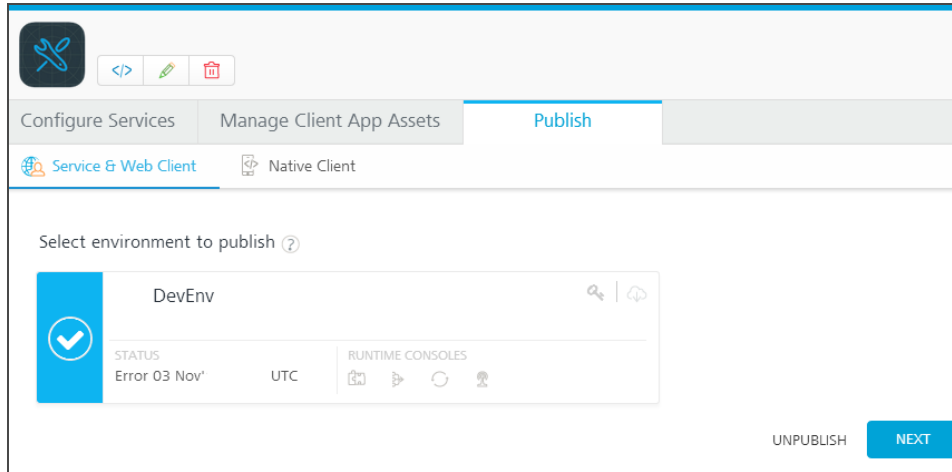 </>
Configure Services Manage Client App Assets Publish
Service & Web Client Native Client
Select environment to publish ?
DevEnv
STATUS RUNTIME CONSOLES
Error 03 Nov' UTC
UNPUBLISH NEXT